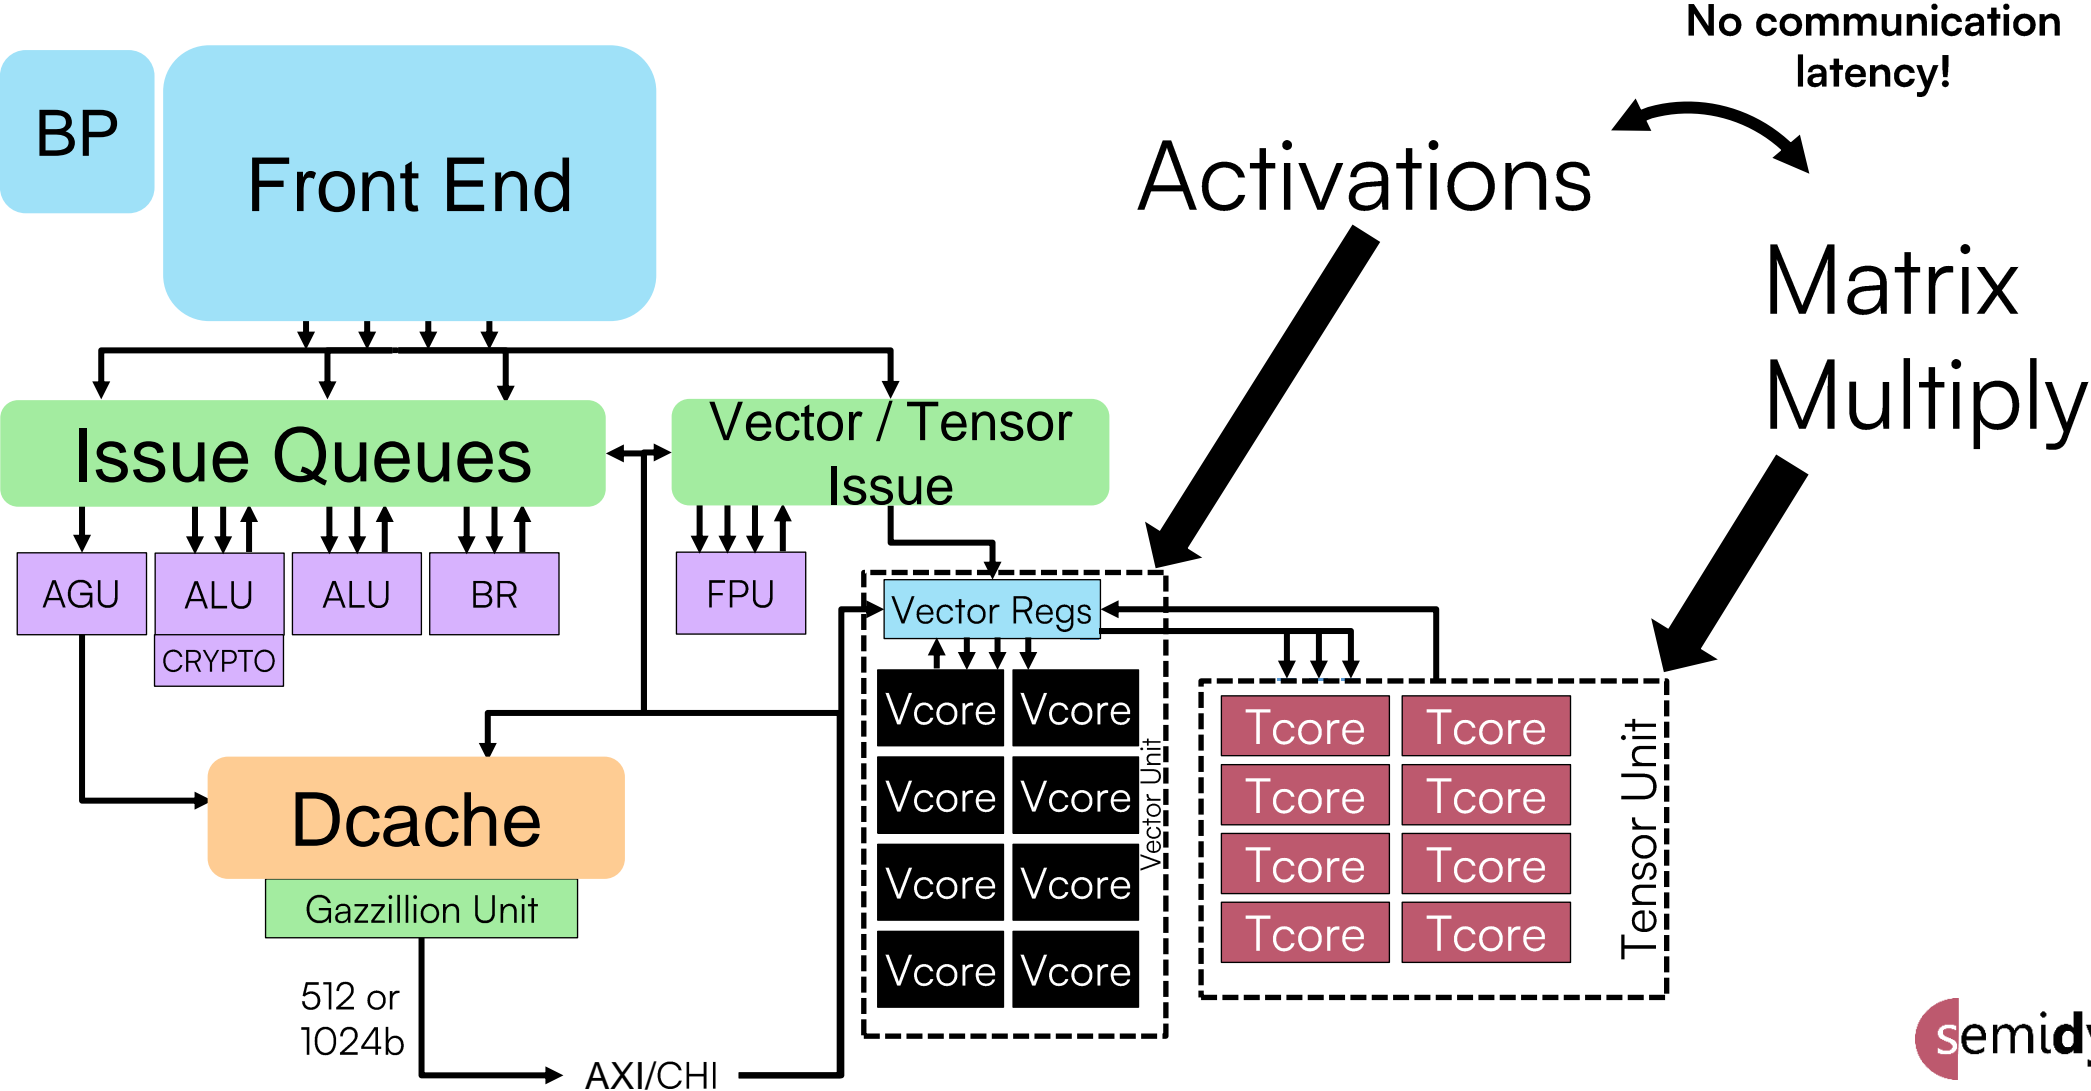 No communication
latency!
BP
Front End
Activations
Matrix
Multiply
Issue Queues
Vector / Tensor
Issue
AGU
ALU
ALU
BR
FPU
CRYPTO
Vector Regs
Vcore Vcore
Vcore Vcore
Vcore Vcore
Vcore Vcore
Vector Unit
Tcore Tcore
Tcore Tcore
Tcore Tcore
Tcore Tcore
Tensor Unit
Dcache
Gazzillion Unit
512 or
1024b
AXI/CHI
semidy